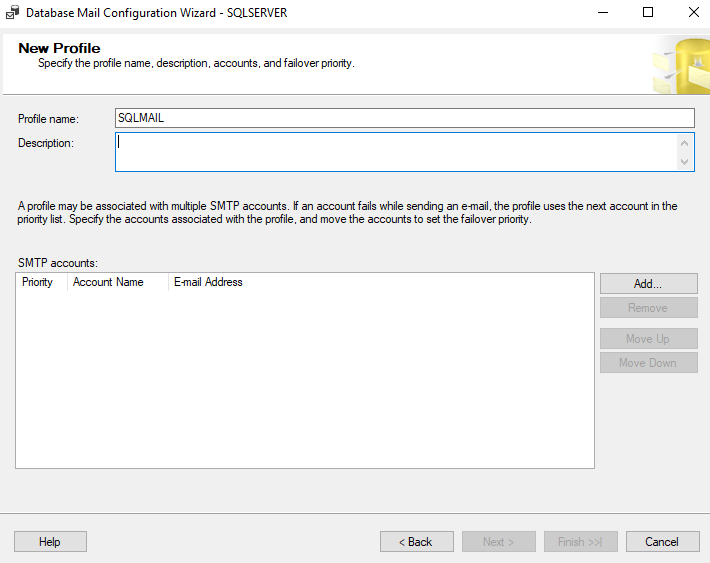 Database Mail Configuration Wizard - SQLSERVER
New Profile
Specify the profile name, description, accounts, and failover priority.
Profile name: SQLMAIL
Description:
A profile may be associated with multiple SMTP accounts. If an account fails while sending an e-mail, the profile uses the next account in the
priority list. Specify the accounts associated with the profile, and move the accounts to set the failover priority.
SMTP accounts:
Priority Account Name E-mail Address
Add...
Remove
Move Up
Move Down
Help < Back Next > Finish >>| Cancel